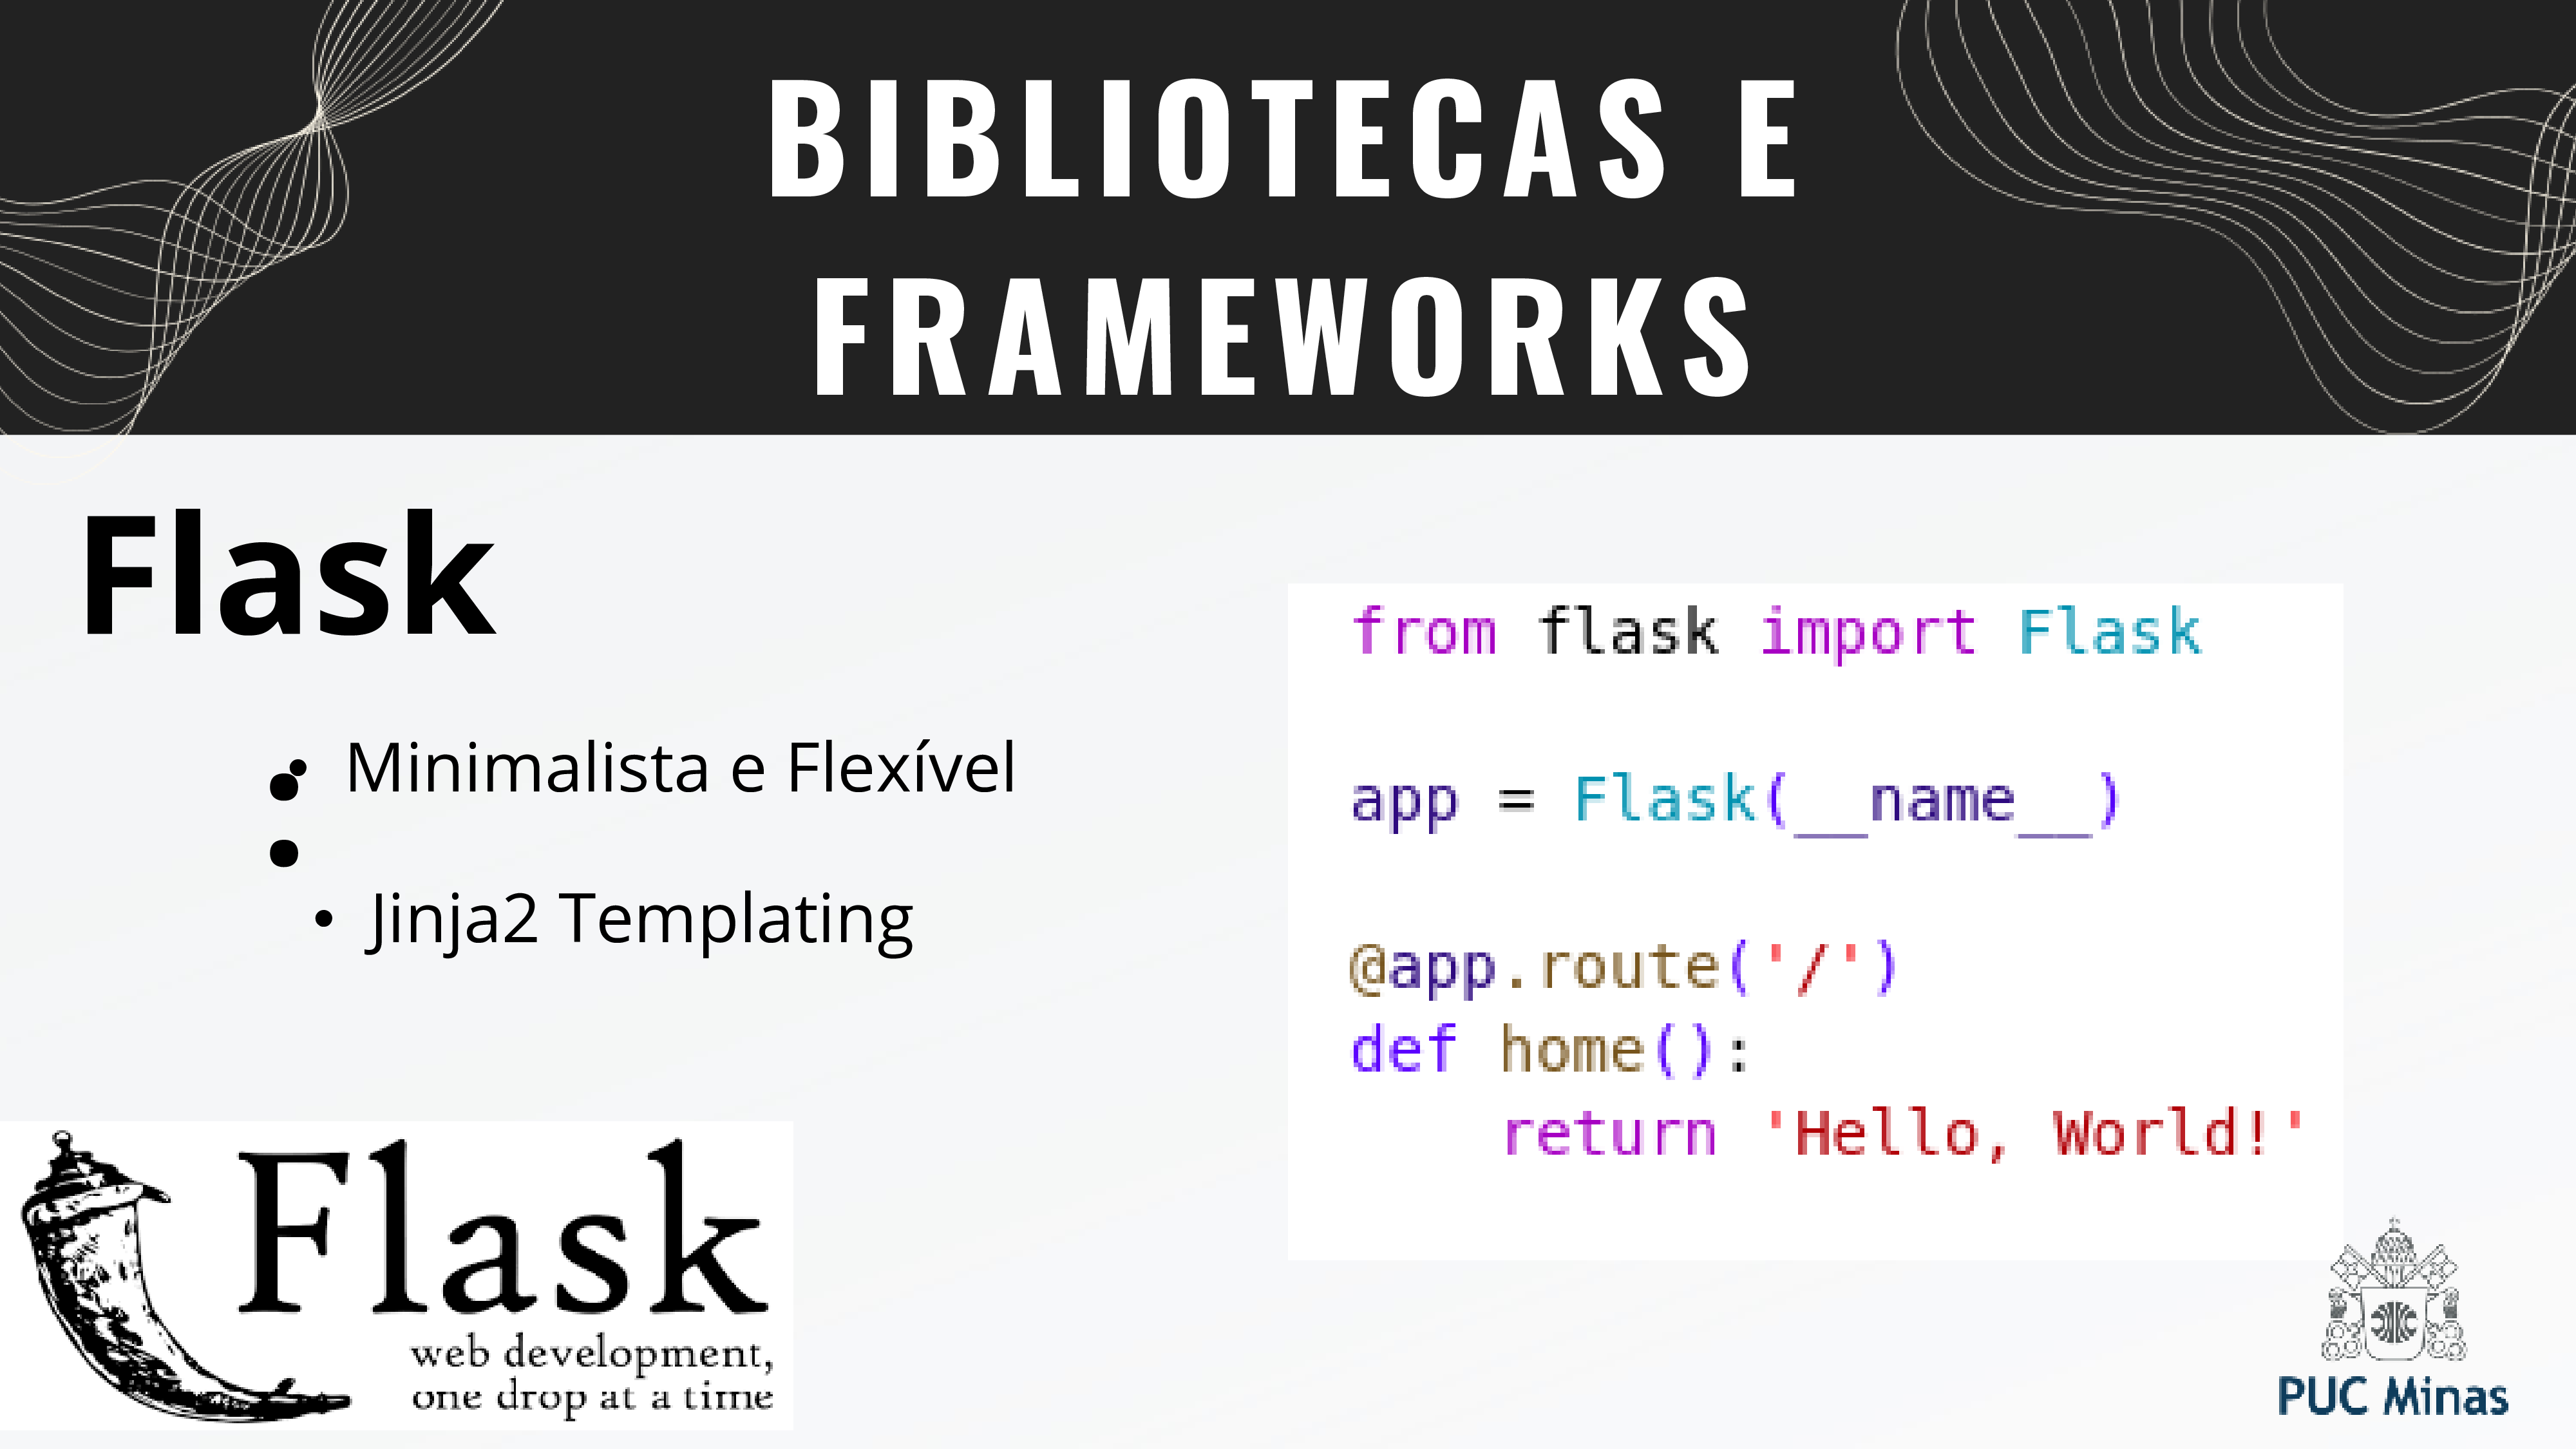 BIBLIOTECAS E
FRAMEWORKS
Flask
• Minimalista e Flexível
• Jinja2 Templating
from flask import Flask
app = Flask(__name__)
@app.route('/')
def home():
    return 'Hello, World!'
Flask
web development,
one drop at a time
PUC Minas